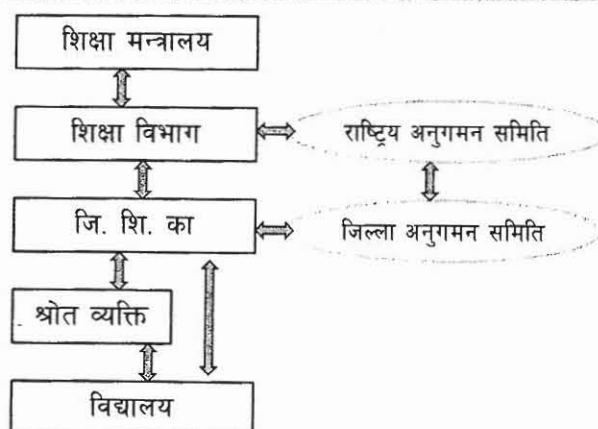 शिक्षा मन्त्रालय
शिक्षा विभाग
राष्ट्रिय अनुगमन समिति
जि. शि. का
जिल्ला अनुगमन समिति
श्रोत व्यक्ति
विद्यालय